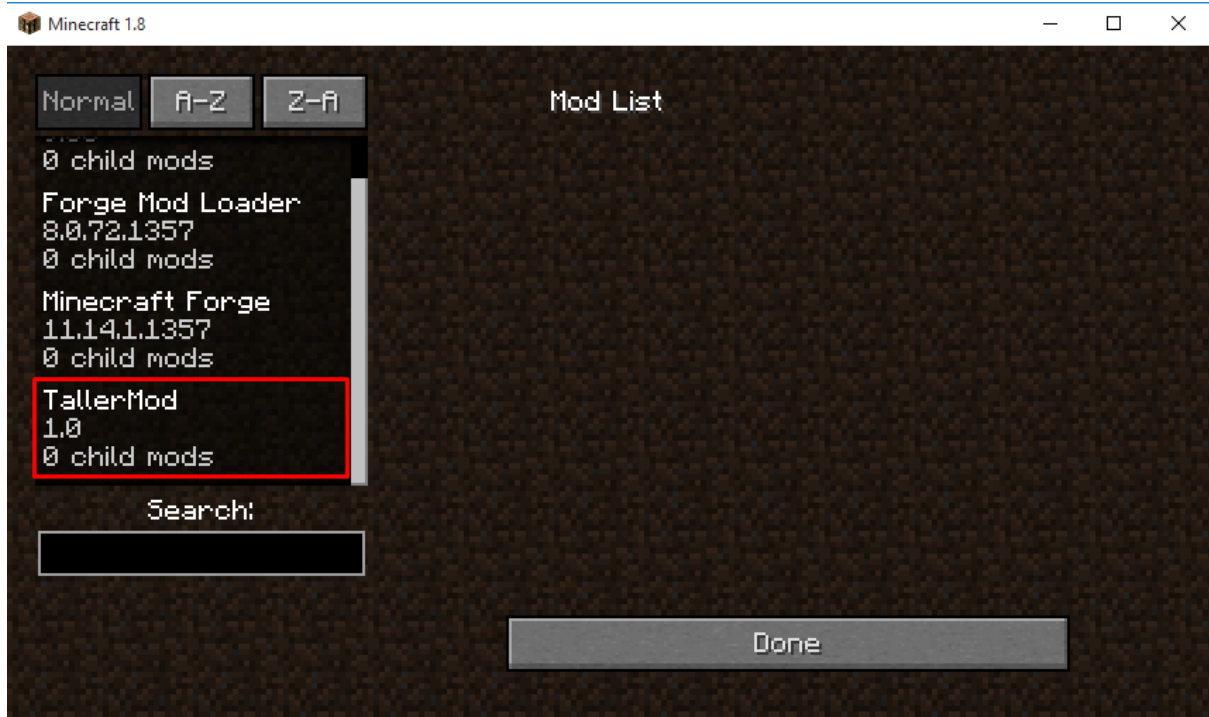 Minecraft 1.8
Normal A-Z Z-A
Mod List
0 child mods
Forge Mod Loader
8.0.72.1357
0 child mods
Minecraft Forge
11.14.1.1357
0 child mods
TallerMod
1.0
0 child mods
Search:
Done